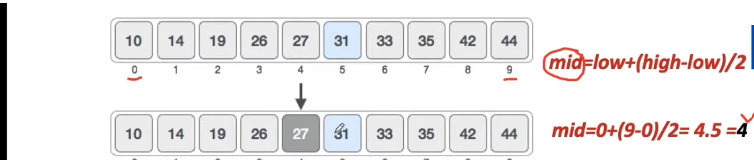 10 14 19 26 27 31 33 35 42 44
0 1 2 3 4 5 6 7 8 9
mid=low+(high-low)/2
10 14 19 26 27 31 33 35 42 44
mid=0+(9-0)/2= 4.5 =4